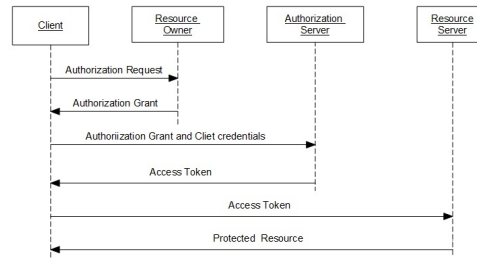 Client
Resource
Owner
Authorization
Server
Resource
Server
Authorization Request
Authorization Grant
Authoriization Grant and Cliet credentials
Access Token
Access Token
Protected Resource